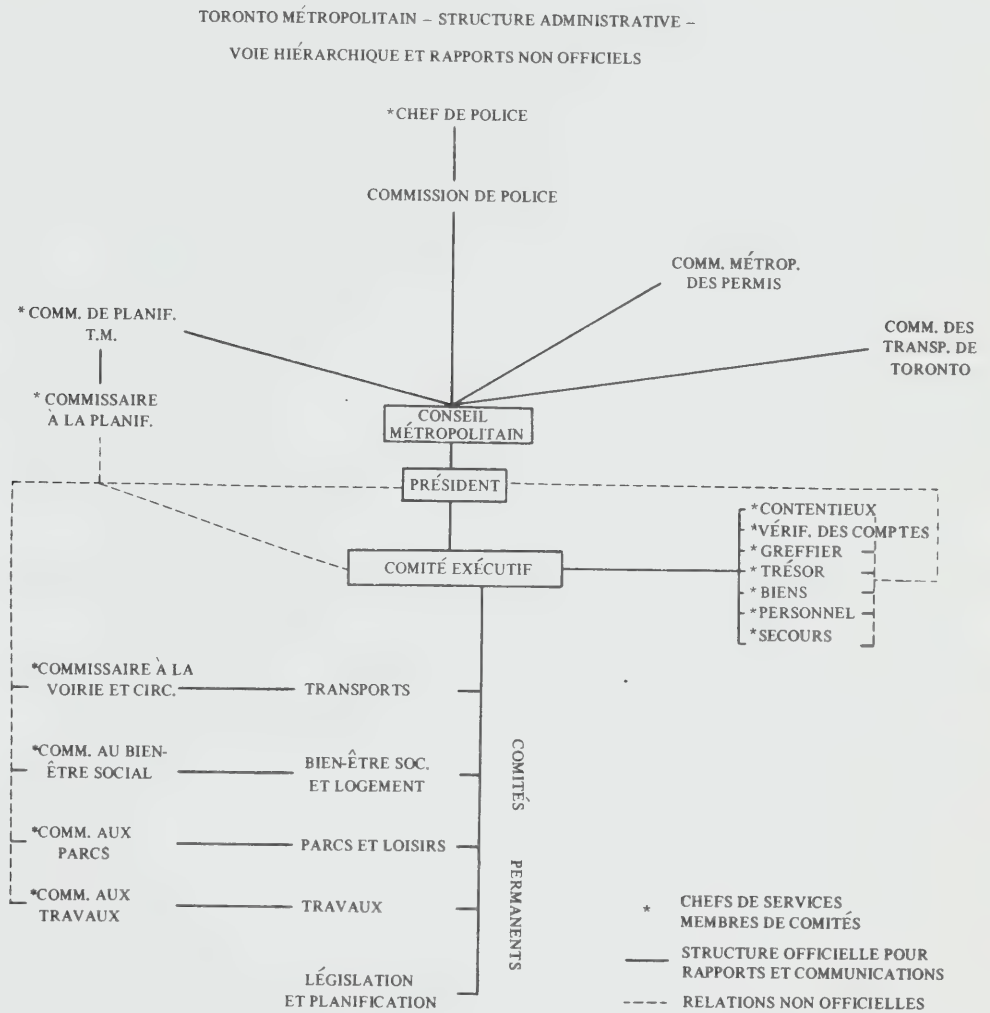 TORONTO MÉTROPOLITAIN – STRUCTURE ADMINISTRATIVE –
VOIE HIÉRARCHIQUE ET RAPPORTS NON OFFICIELS
*CHEF DE POLICE
COMMISSION DE POLICE
COMM. MÉTROP.
DES PERMIS
* COMM. DE PLANIF.
T.M.
COMM. DES
TRANSP. DE
TORONTO
* COMMISSAIRE
À LA PLANIF.
CONSEIL
MÉTROPOLITAIN
PRÉSIDENT
COMITÉ EXÉCUTIF
*CONTENTIEUX
*VÉRIF. DES COMPTES
*GREFFIER
*TRÉSOR
*BIENS
*PERSONNEL
*SECOURS
*COMMISSAIRE À LA
VOIRIE ET CIRC.
TRANSPORTS
*COMM. AU BIEN-
ÊTRE SOCIAL
BIEN-ÊTRE SOC.
ET LOGEMENT
*COMM. AUX
PARCS
PARCS ET LOISIRS
*COMM. AUX
TRAVAUX
TRAVAUX
LÉGISLATION
ET PLANIFICATION
COMITÉS PERMANENTS
* CHEFS DE SERVICES
MEMBRES DE COMITÉS
STRUCTURE OFFICIELLE POUR
RAPPORTS ET COMMUNICATIONS
RELATIONS NON OFFICIELLES